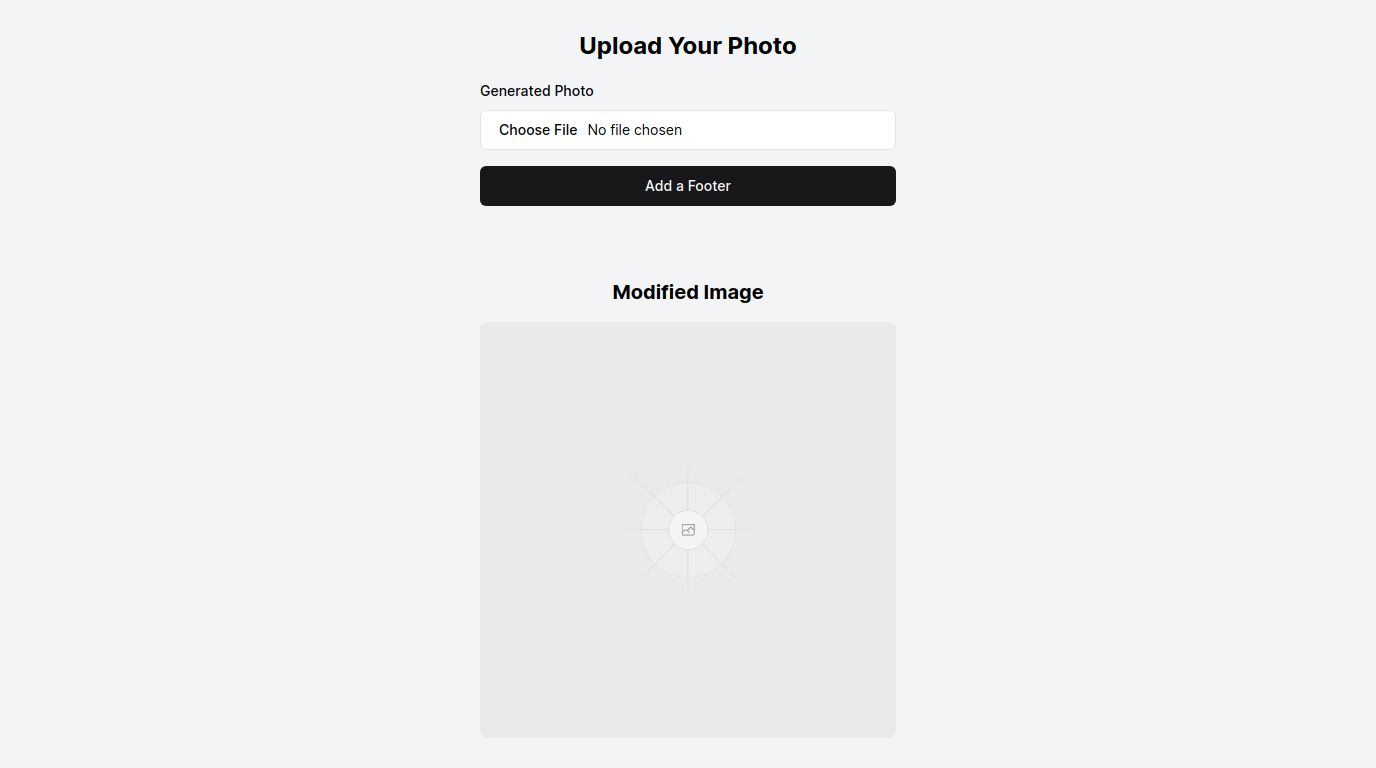 Upload Your Photo
Generated Photo
Choose File No file chosen
Add a Footer
Modified Image